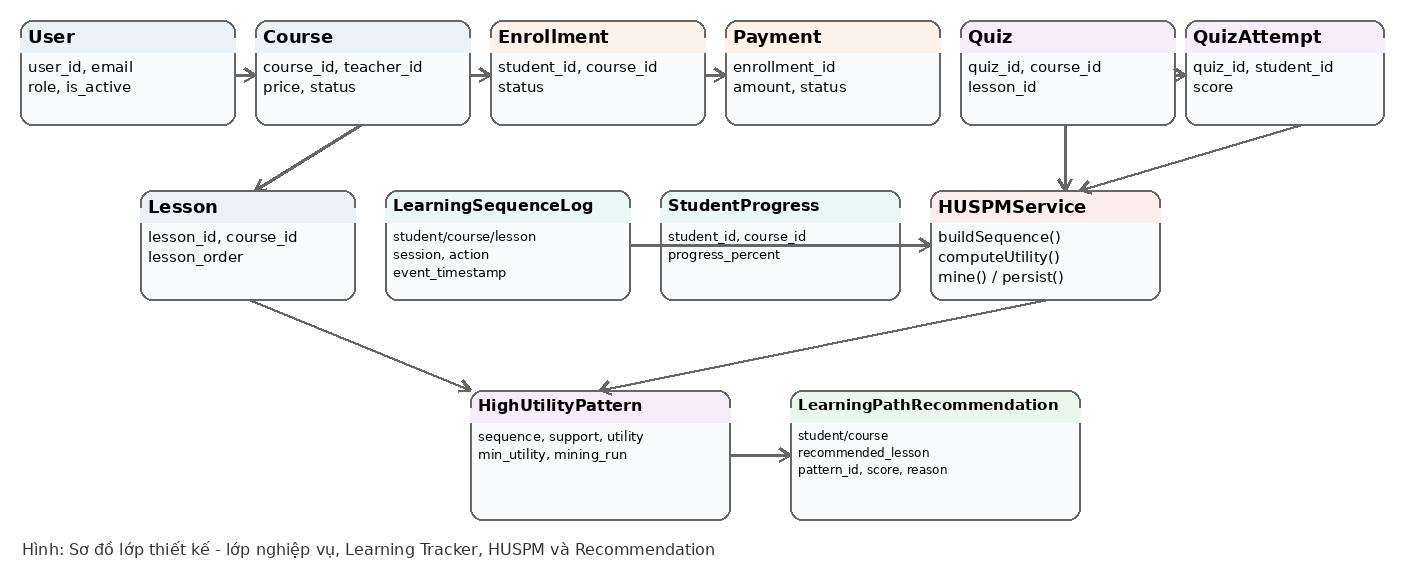 User
user_id, email
role, is_active
Course
course_id, teacher_id
price, status
Enrollment
student_id, course_id
status
Payment
enrollment_id
amount, status
Quiz
quiz_id, course_id
lesson_id
QuizAttempt
quiz_id, student_id
score
Lesson
lesson_id, course_id
lesson_order
LearningSequenceLog
student/course/lesson
session, action
event_timestamp
StudentProgress
student_id, course_id
progress_percent
HUSPMService
buildSequence()
computeUtility()
mine() / persist()
HighUtilityPattern
sequence, support, utility
min_utility, mining_run
LearningPathRecommendation
student/course
recommended_lesson
pattern_id, score, reason
Hình: Sơ đồ lớp thiết kế - lớp nghiệp vụ, Learning Tracker, HUSPM và Recommendation